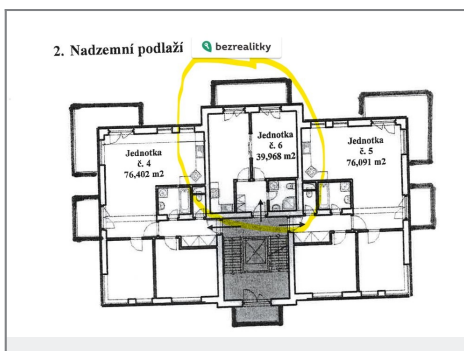 2. Nadzemní podlaží
bezrealitky
Jednotka
č. 4
76,402 m2
Jednotka
č. 6
39,968 m2
Jednotka
č. 5
76,091 m2